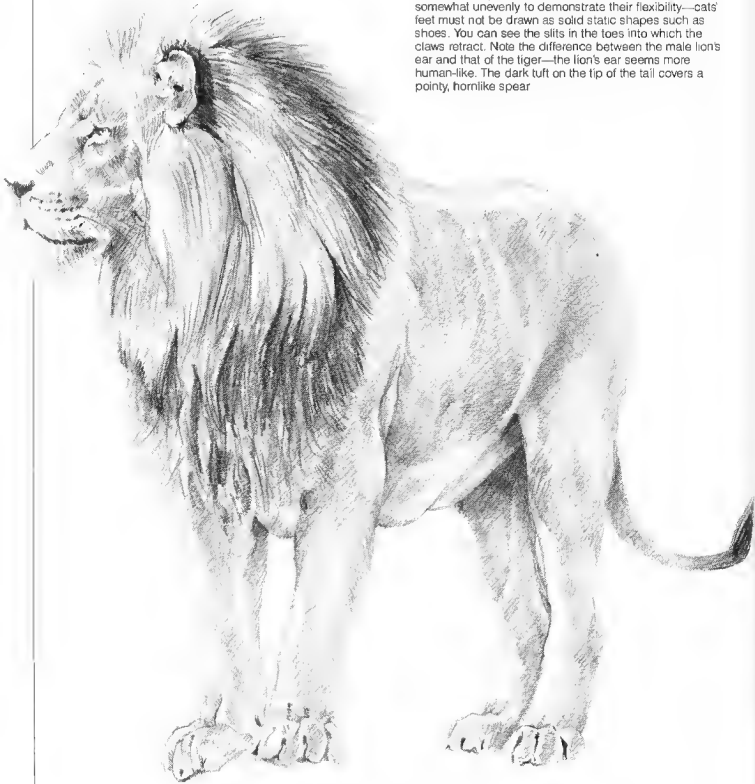 somewhat unevenly to demonstrate their flexibility—cats'
feet must not be drawn as solid static shapes such as
shoes. You can see the slits in the toes into which the
claws retract. Note the difference between the male lion's
ear and that of the tiger—the lion's ear seems more
human-like. The dark tuft on the tip of the tail covers a
pointy, hornlike spear